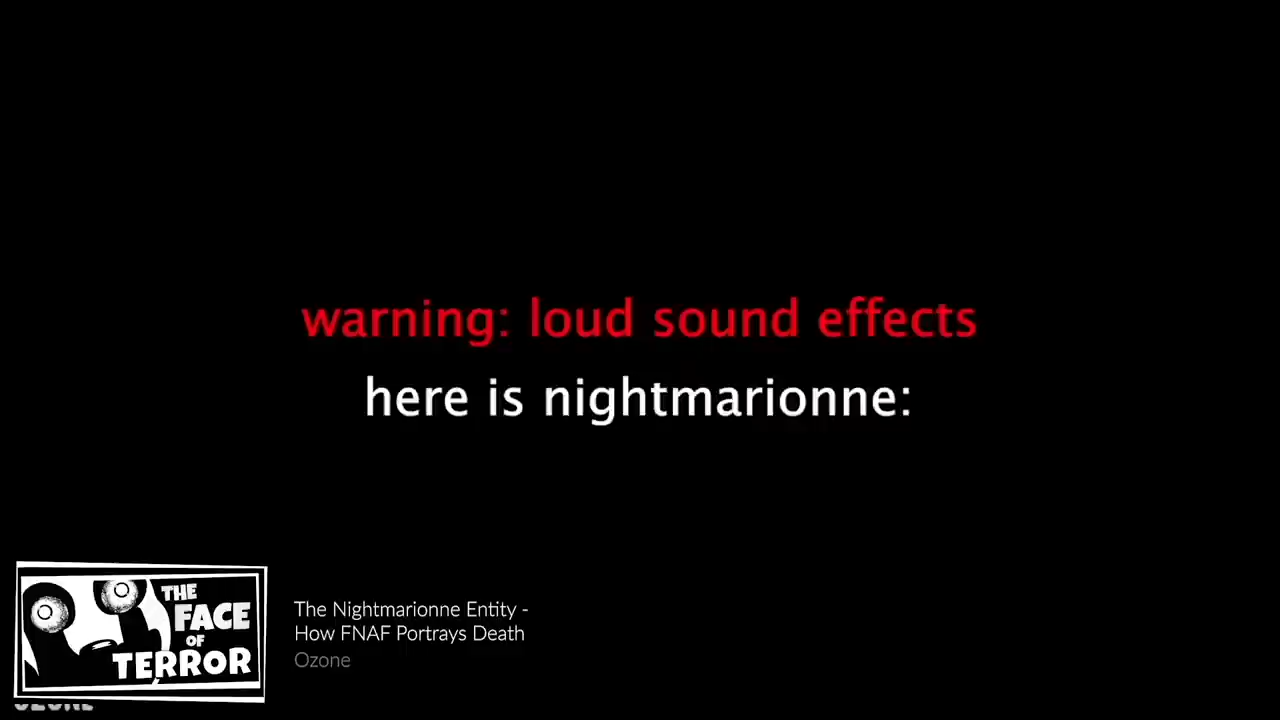 warning: loud sound effects
here is nightmarionne:
THE
FACE
OF
TERROR
The Nightmarionne Entity -
How FNAF Portrays Death
Ozone